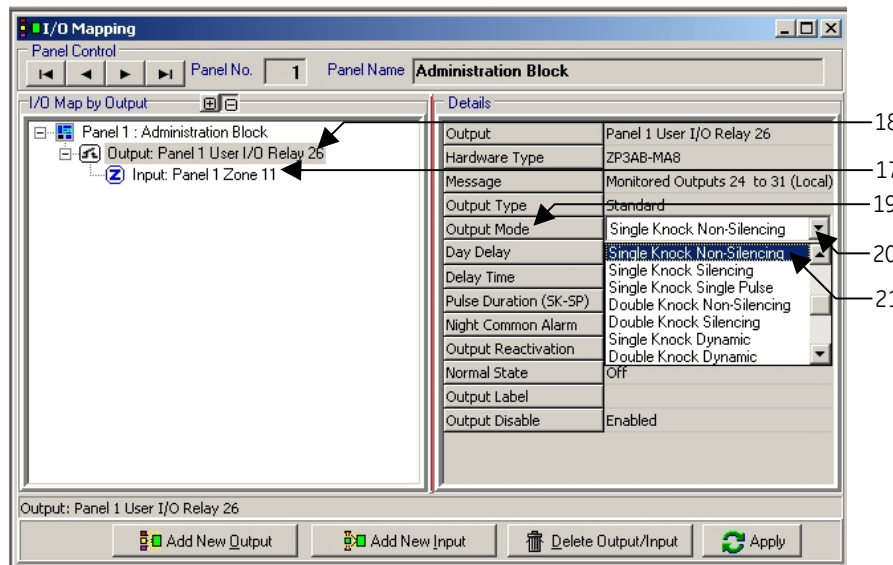 I/O Mapping
Panel Control
Panel No. 1 Panel Name Administration Block
I/O Map by Output
Panel 1 : Administration Block
Output: Panel 1 User I/O Relay 26
Input: Panel 1 Zone 11
Details
Output Panel 1 User I/O Relay 26
Hardware Type ZP3AB-MA8
Message Monitored Outputs 24 to 31 (Local)
Output Type Standard
Output Mode Single Knock Non-Silencing
Day Delay
Delay Time
Pulse Duration (SK-SP)
Night Common Alarm
Output Reactivation
Single Knock Non-Silencing
Single Knock Silencing
Single Knock Single Pulse
Double Knock Non-Silencing
Double Knock Silencing
Single Knock Dynamic
Double Knock Dynamic
Normal State Off
Output Label
Output Disable Enabled
18
17
19
20
21
Output: Panel 1 User I/O Relay 26
Add New Output
Add New Input
Delete Output/Input
Apply